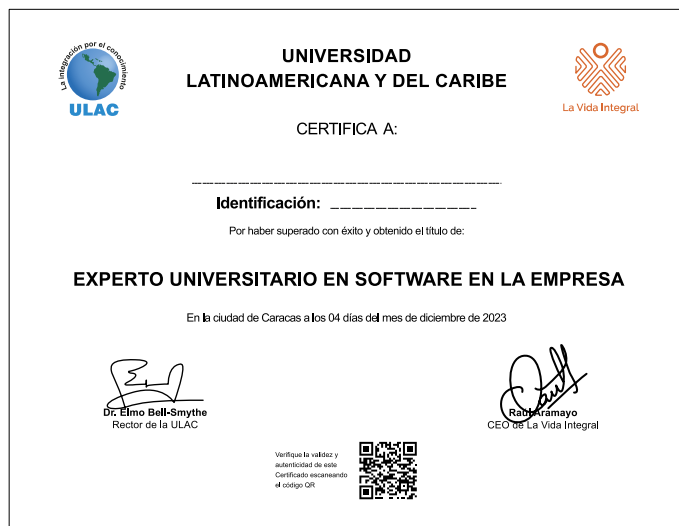 La integración por el conocimiento
ULAC
UNIVERSIDAD
LATINOAMERICANA Y DEL CARIBE
La Vida Integral
CERTIFICA A:
Identificación:
Por haber superado con éxito y obtenido el título de:
EXPERTO UNIVERSITARIO EN SOFTWARE EN LA EMPRESA
En la ciudad de Caracas a los 04 días del mes de diciembre de 2023
Dr. Elmo Bell-Smythe
Rector de la ULAC
Raúl Aramayo
CEO de La Vida Integral
Verifique la validez y
autenticidad de este
Certificado escaneando
el código QR